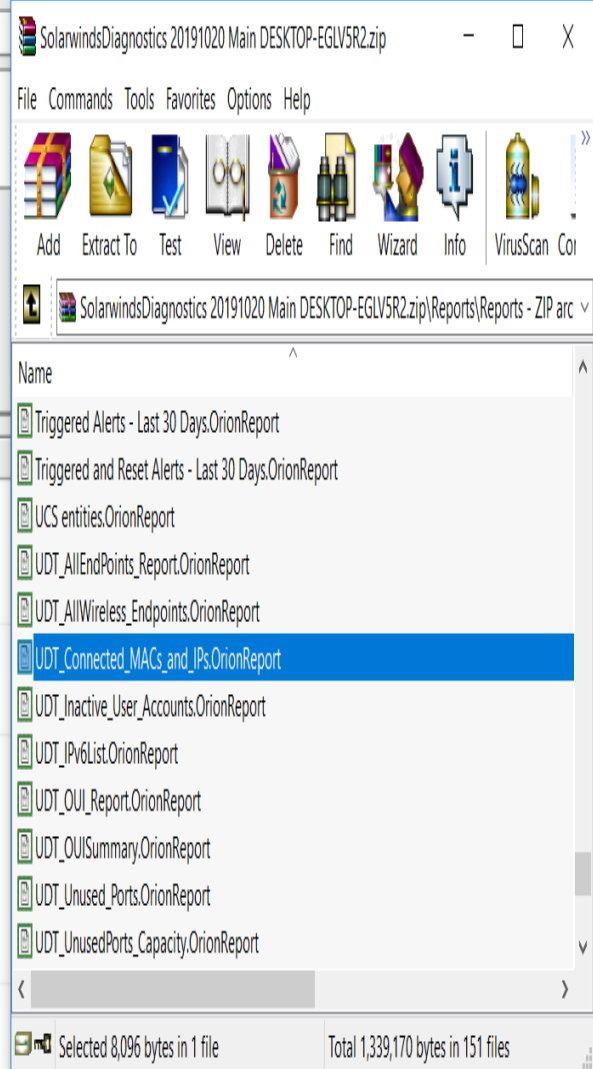 SolarwindsDiagnostics 20191020 Main DESKTOP-EGLV5R2.zip
File Commands Tools Favorites Options Help
»
Add Extract To Test View Delete Find Wizard Info VirusScan Cor
SolarwindsDiagnostics 20191020 Main DESKTOP-EGLV5R2.zip\Reports\Reports - ZIP arc
Name
Triggered Alerts - Last 30 Days.OrionReport
Triggered and Reset Alerts - Last 30 Days.OrionReport
UCS entities.OrionReport
UDT_AllEndPoints_Report.OrionReport
UDT_AllWireless_Endpoints.OrionReport
UDT_Connected_MACs_and_IPs.OrionReport
UDT_Inactive_User_Accounts.OrionReport
UDT_IPv6List.OrionReport
UDT_OUI_Report.OrionReport
UDT_OUISummary.OrionReport
UDT_Unused_Ports.OrionReport
UDT_UnusedPorts_Capacity.OrionReport
Selected 8,096 bytes in 1 file Total 1,339,170 bytes in 151 files